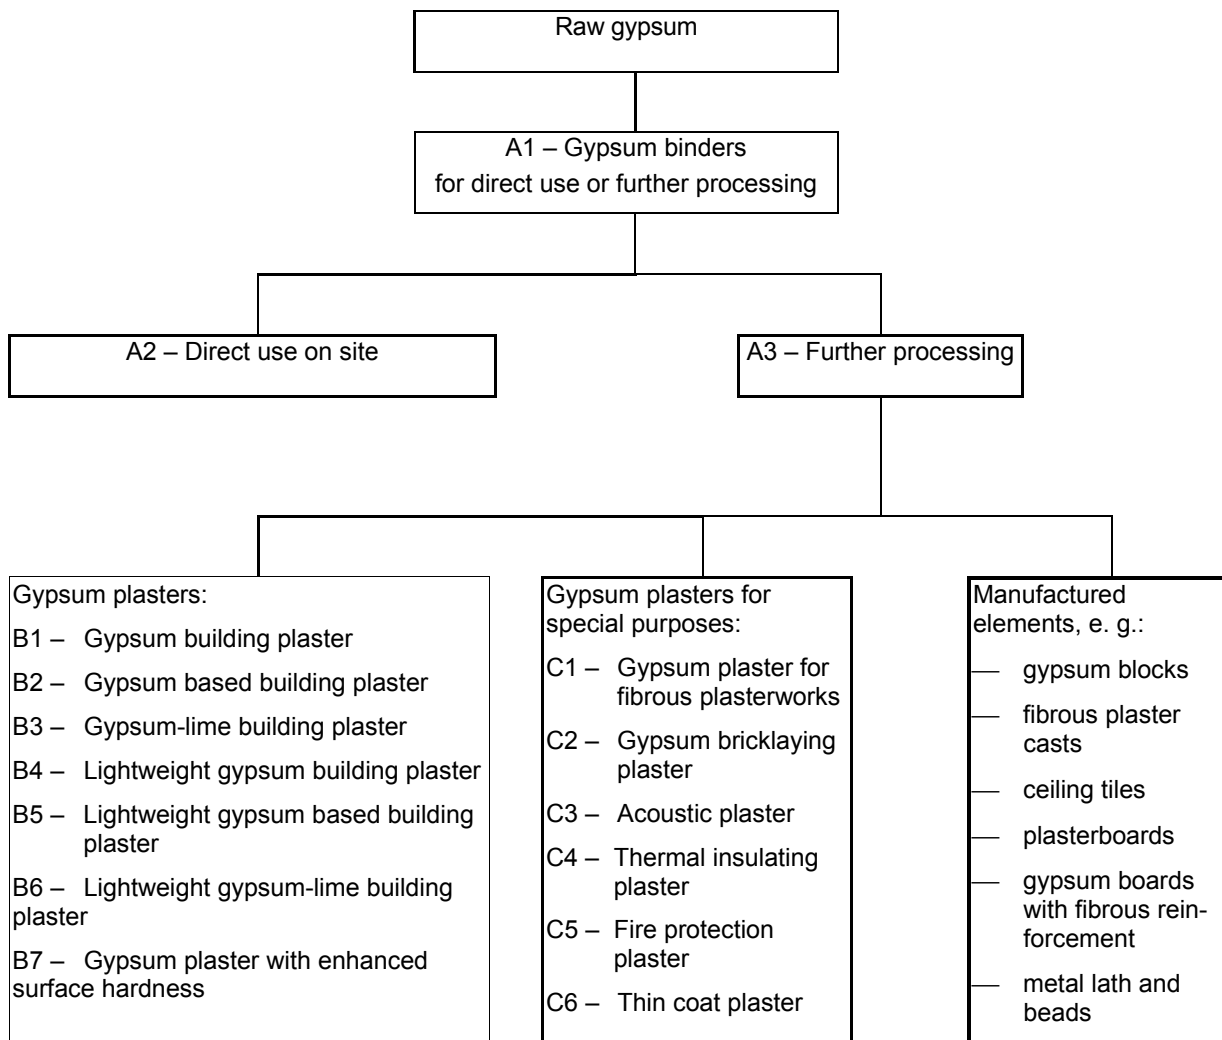 Raw gypsum
A1 – Gypsum binders
for direct use or further processing
A2 – Direct use on site
A3 – Further processing
Gypsum plasters:
B1 – Gypsum building plaster
B2 – Gypsum based building plaster
B3 – Gypsum-lime building plaster
B4 – Lightweight gypsum building plaster
B5 – Lightweight gypsum based building
plaster
B6 – Lightweight gypsum-lime building
plaster
B7 – Gypsum plaster with enhanced
surface hardness
Gypsum plasters for
special purposes:
C1 – Gypsum plaster for
fibrous plasterworks
C2 – Gypsum bricklaying
plaster
C3 – Acoustic plaster
C4 – Thermal insulating
plaster
C5 – Fire protection
plaster
C6 – Thin coat plaster
Manufactured
elements, e. g.:
— gypsum blocks
— fibrous plaster
casts
— ceiling tiles
— plasterboards
— gypsum boards
with fibrous rein-
forcement
— metal lath and
beads